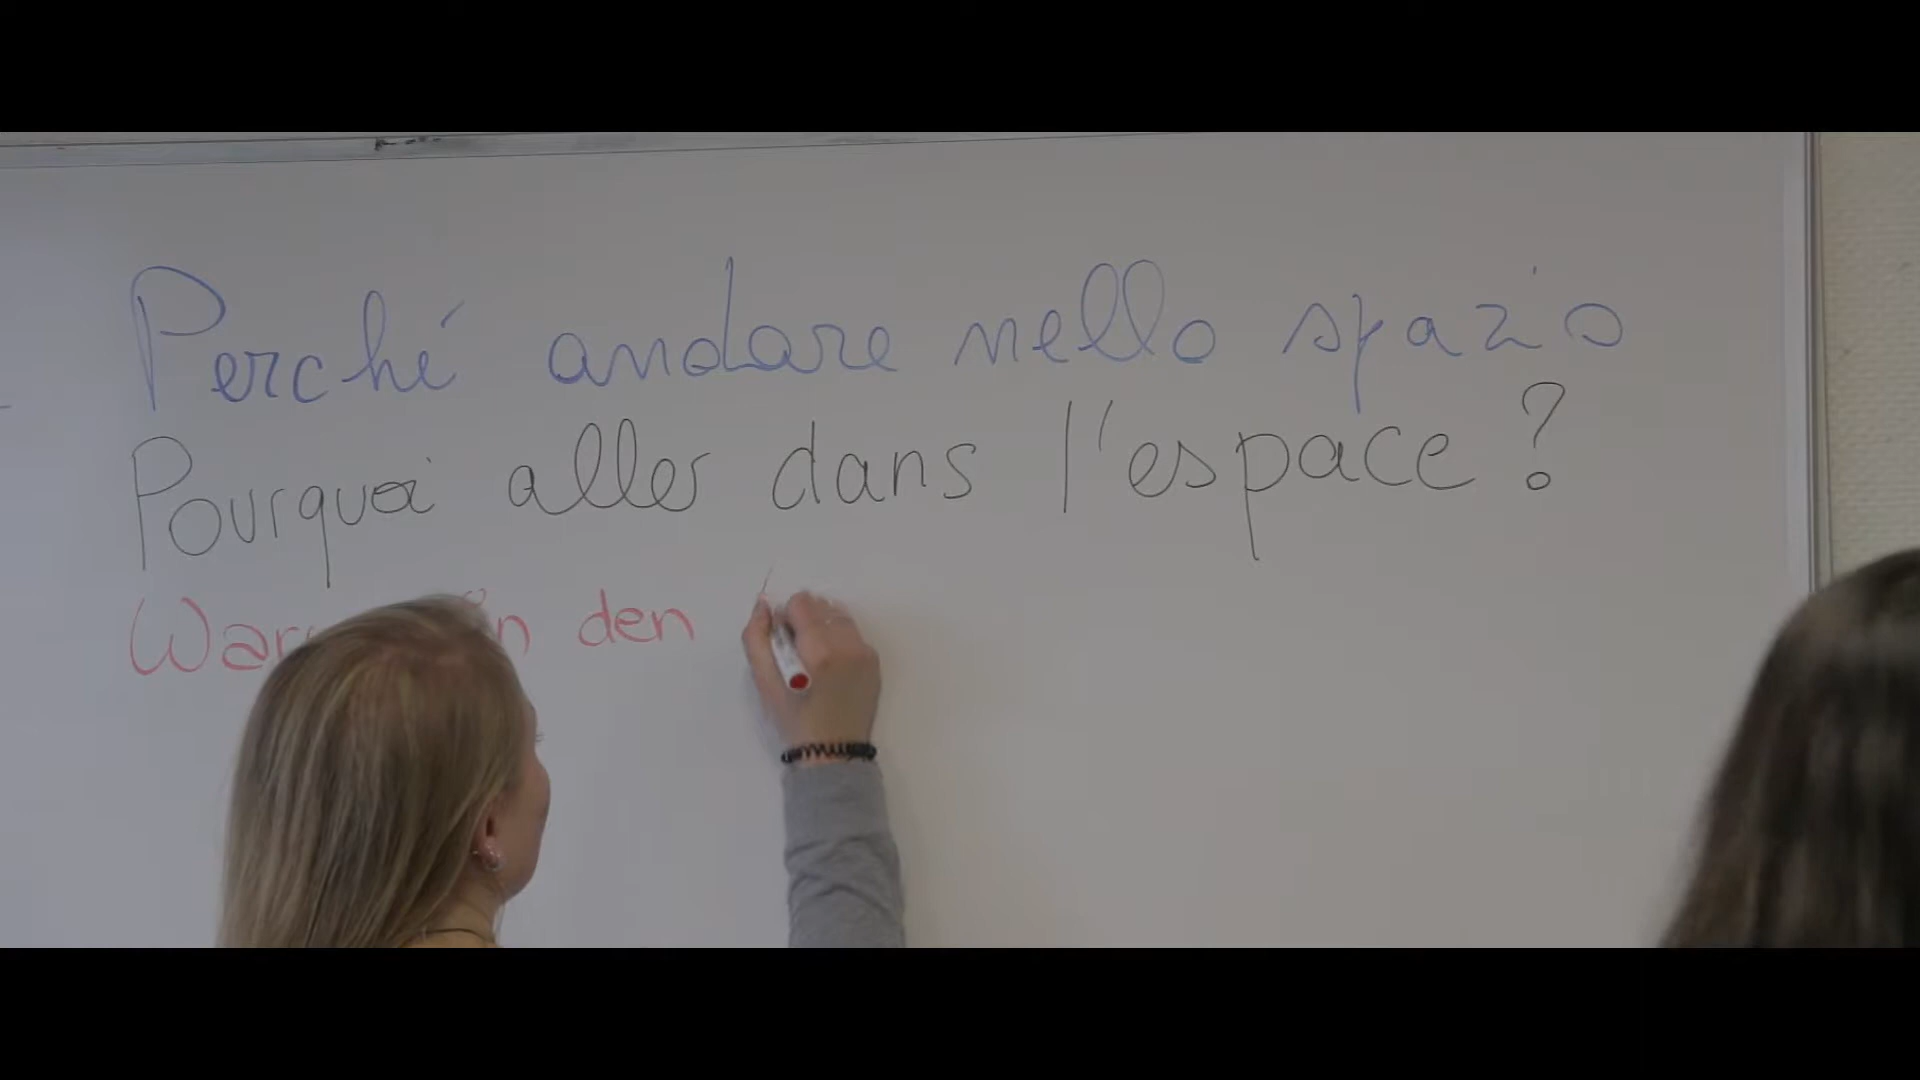 Perché andare nello spazio
Pourquoi aller dans l'espace ?
den